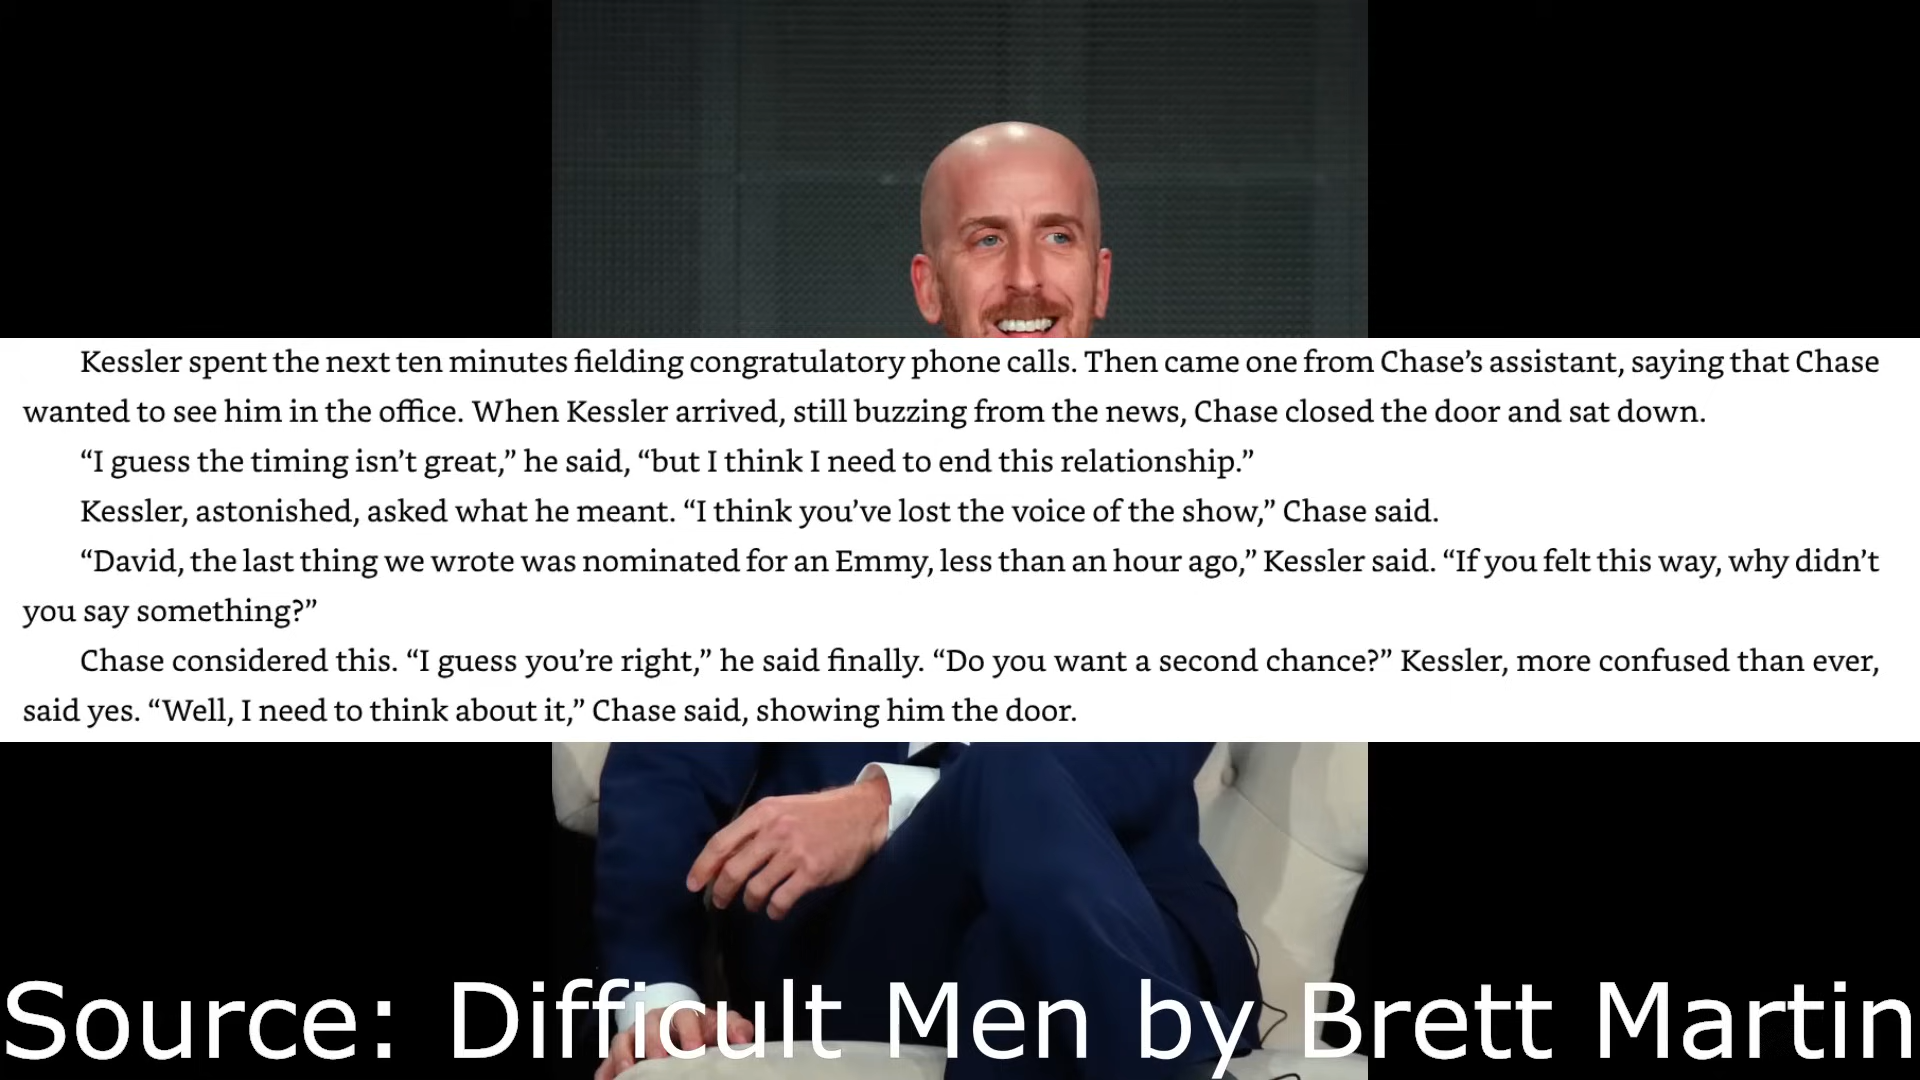 Kessler spent the next ten minutes fielding congratulatory phone calls. Then came one from Chase’s assistant, saying that Chase
wanted to see him in the office. When Kessler arrived, still buzzing from the news, Chase closed the door and sat down.
“I guess the timing isn’t great,” he said, “but I think I need to end this relationship.”
Kessler, astonished, asked what he meant. “I think you’ve lost the voice of the show,” Chase said.
“David, the last thing we wrote was nominated for an Emmy, less than an hour ago,” Kessler said. “If you felt this way, why didn’t
you say something?”
Chase considered this. “I guess you’re right,” he said finally. “Do you want a second chance?” Kessler, more confused than ever,
said yes. “Well, I need to think about it,” Chase said, showing him the door.
Source: Difficult Men by Brett Martin